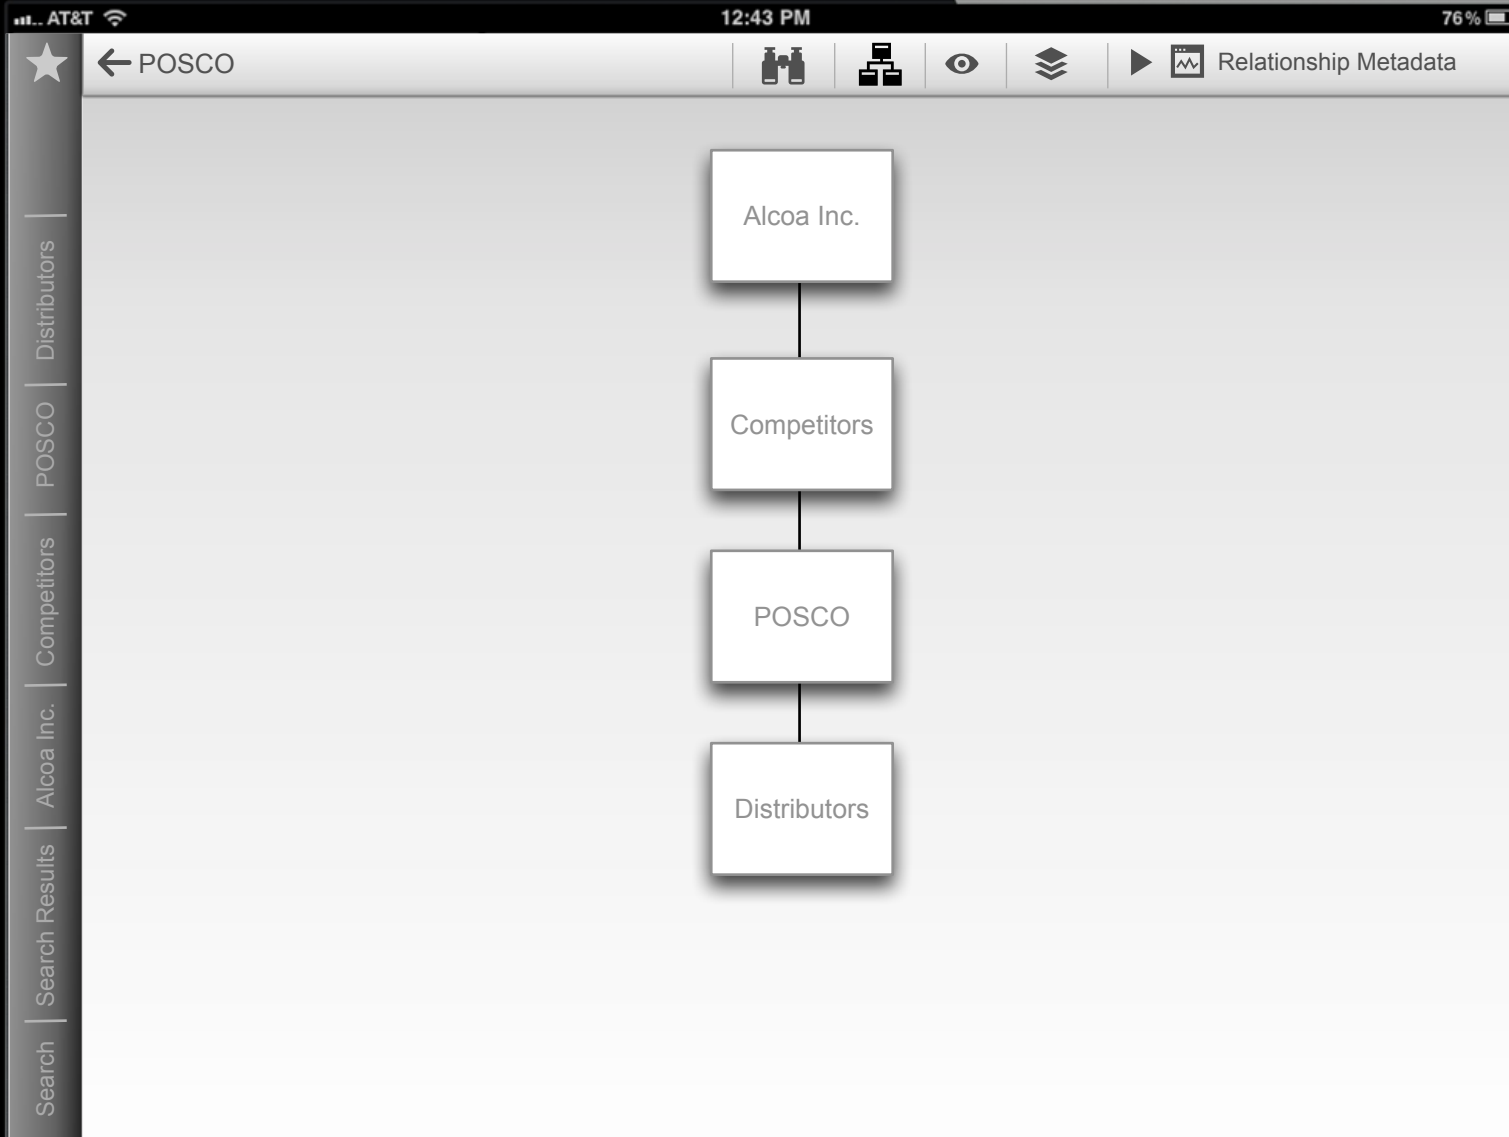 AT&T
12:43 PM
76%
POSCO
Relationship Metadata
Alcoa Inc.
Competitors
POSCO
Distributors
Distributors
POSCO
Competitors
Alcoa Inc.
Search Results
Search